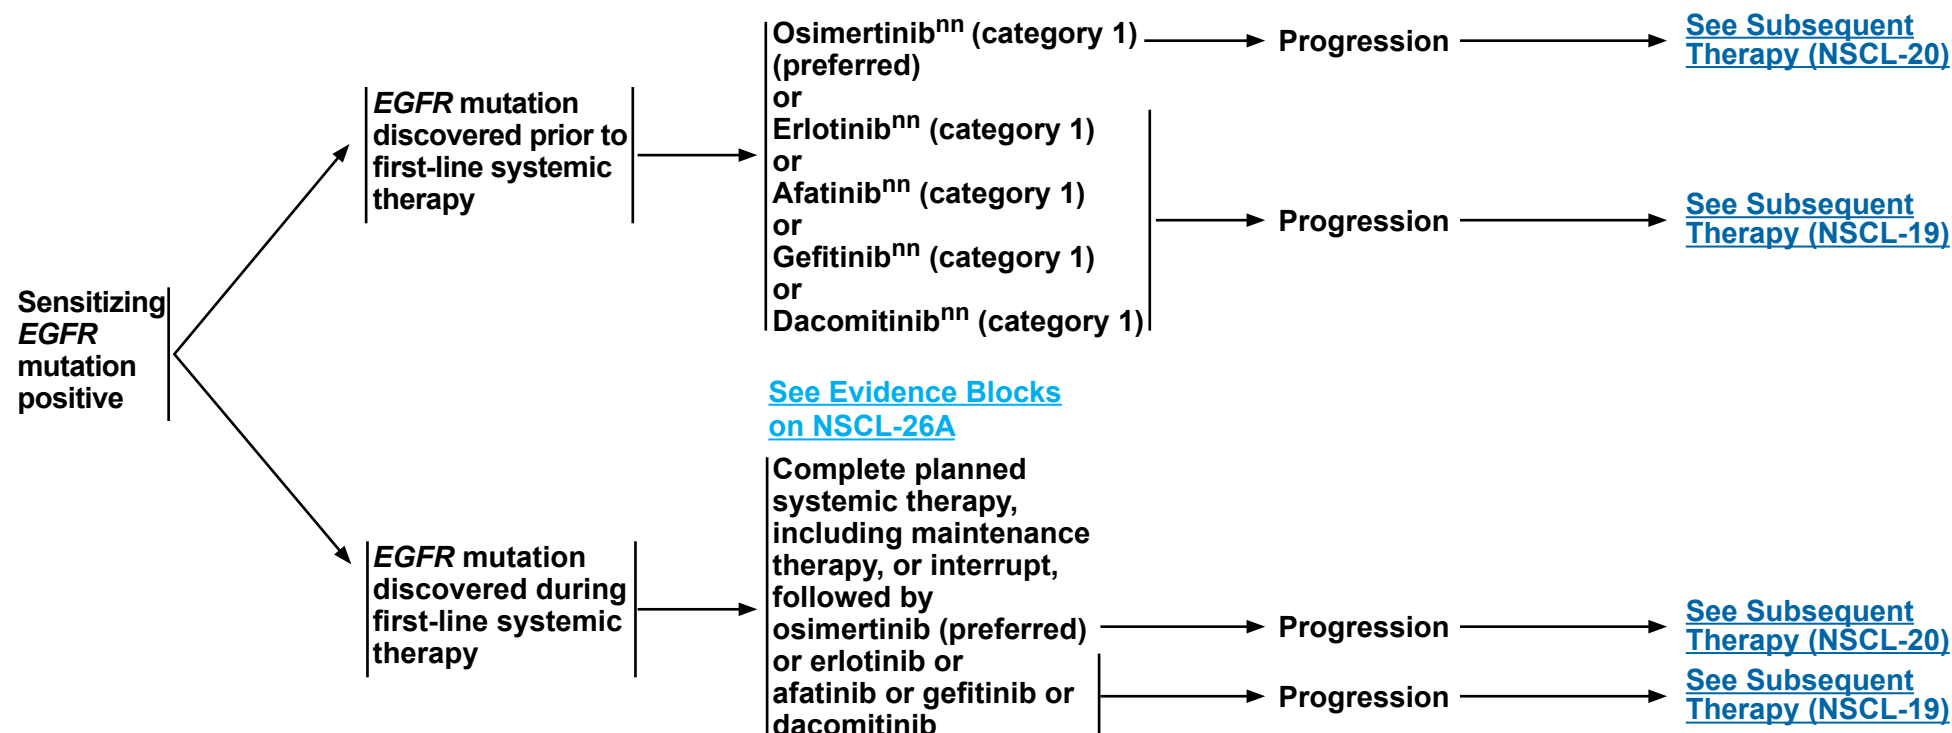 Sensitizing
EGFR
mutation
positive
EGFR mutation
discovered prior to
first-line systemic
therapy
Osimertinibnn (category 1)
(preferred)
or
Erlotinibnn (category 1)
or
Afatinibnn (category 1)
or
Gefitinibnn (category 1)
or
Dacomitinibnn (category 1)
Progression
See Subsequent
Therapy (NSCL-20)
Progression
See Subsequent
Therapy (NSCL-19)
See Evidence Blocks
on NSCL-26A
EGFR mutation
discovered during
first-line systemic
therapy
Complete planned
systemic therapy,
including maintenance
therapy, or interrupt,
followed by
osimertinib (preferred)
or erlotinib or
afatinib or gefitinib or
dacomitinib
Progression
See Subsequent
Therapy (NSCL-20)
Progression
See Subsequent
Therapy (NSCL-19)